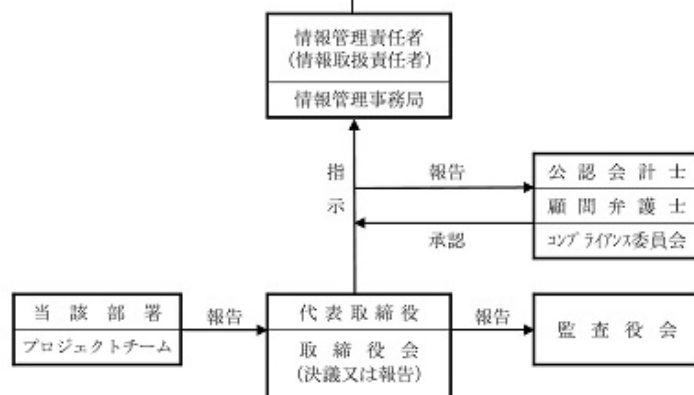 情報管理責任者
(情報取扱責任者)
情報管理事務局
指示
報告
公認会計士
顧問弁護士
コンプライアンス委員会
承認
当該部署
プロジェクトチーム
報告
代表取締役
取締役会
(決議又は報告)
報告
監査役会